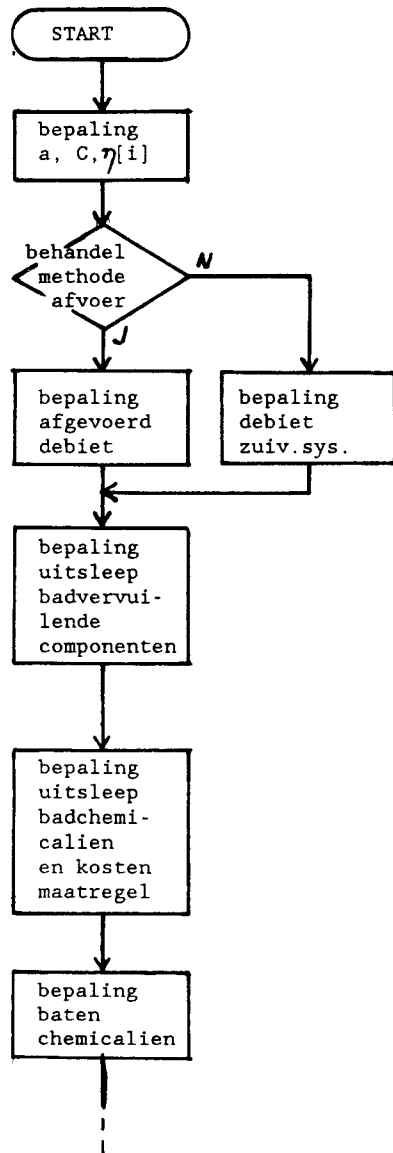 START
bepaling
a, C, η[i]
behandel
methode
afvoer
N
J
bepaling
afgevoerd
debiet
bepaling
debiet
zuiv.sys.
bepaling
uitsleep
badvervui-
lende
componenten
bepaling
uitsleep
badchemi-
calien
en kosten
maatregel
bepaling
baten
chemicalien